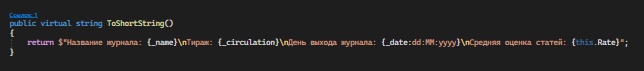 Ссылок: 1
public virtual string ToShortString()
{
return $"Название журнала: {_name}\nТираж: {_circulation}\nДень выхода журнала: {_date:dd:MM:yyyy}\nСредняя оценка статей: {this.Rate}";
}